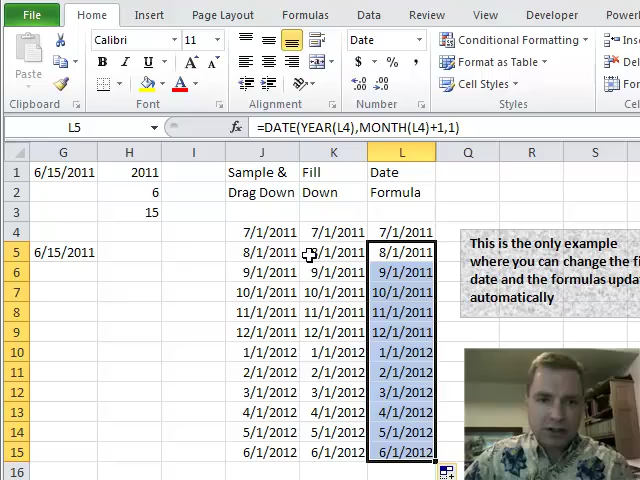 File Home Insert Page Layout Formulas Data Review View Developer
Calibri 11 Date Conditional Formatting
Paste B I U $ % , Format as Table
.00 .0 Cell Styles
Clipboard Font Alignment Number Styles
L5 fx =DATE(YEAR(L4),MONTH(L4)+1,1)
G H I J K L Q R S
1 6/15/2011 2011 Sample & Fill Date
2 6 Drag Down Down Formula
3 15
4 7/1/2011 7/1/2011 7/1/2011
5 6/15/2011 8/1/2011 /1/2011 8/1/2011
6 9/1/2011 9/1/2011 9/1/2011
7 10/1/2011 10/1/2011 10/1/2011
8 11/1/2011 11/1/2011 11/1/2011
9 12/1/2011 12/1/2011 12/1/2011
10 1/1/2012 1/1/2012 1/1/2012
11 2/1/2012 2/1/2012 2/1/2012
12 3/1/2012 3/1/2012 3/1/2012
13 4/1/2012 4/1/2012 4/1/2012
14 5/1/2012 5/1/2012 5/1/2012
15 6/1/2012 6/1/2012 6/1/2012
16
This is the only example
where you can change the fi
date and the formulas upda
automatically